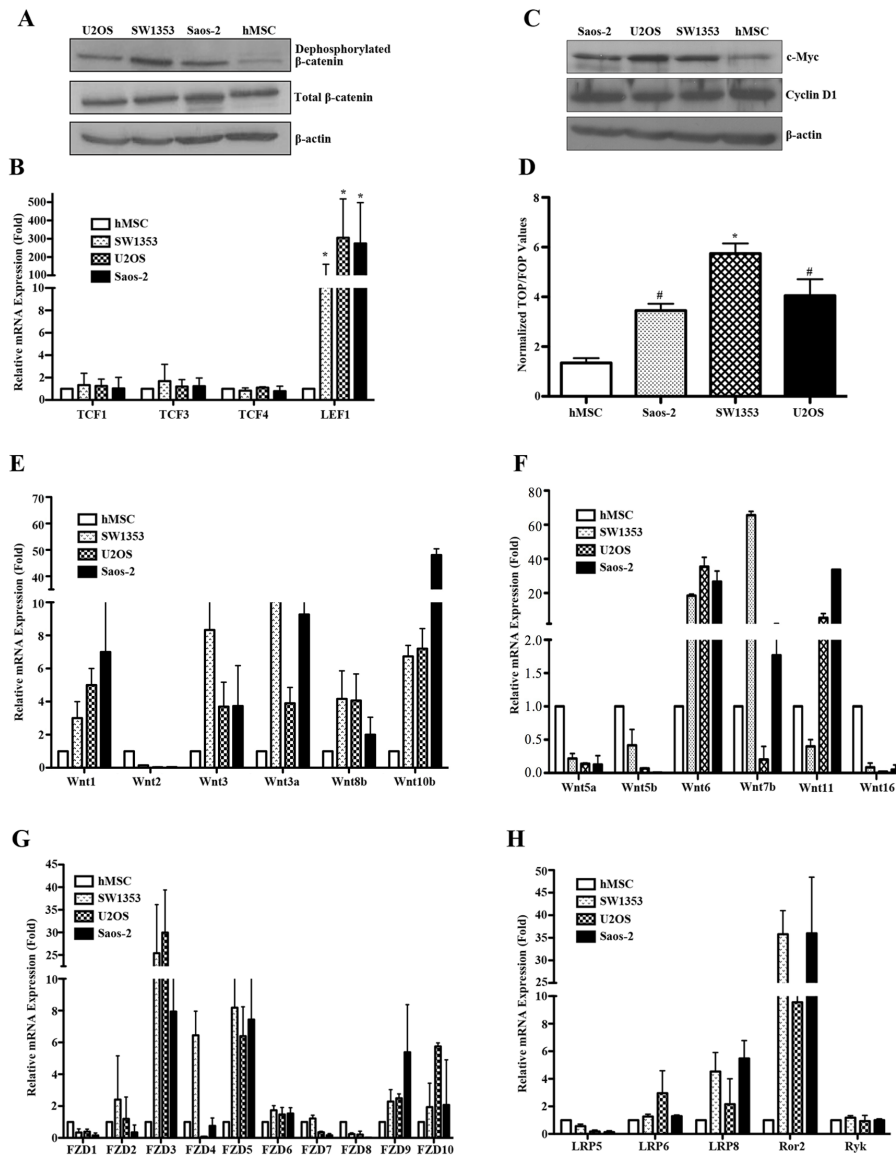 A
U2OS SW1353 Saos-2 hMSC
Dephosphorylated
β-catenin
Total β-catenin
β-actin
C
Saos-2 U2OS SW1353 hMSC
c-Myc
Cyclin D1
β-actin
B
Relative mRNA Expression (Fold)
500
400
300
200
100
10
8
6
4
2
0
hMSC
SW1353
U2OS
Saos-2
* * *
TCF1 TCF3 TCF4 LEF1
D
Normalized TOP/FOP Values
8
6
4
2
0
# * #
hMSC Saos-2 SW1353 U2OS
E
Relative mRNA Expression (Fold)
70
60
50
40
30
10
8
6
4
2
0
hMSC
SW1353
U2OS
Saos-2
Wnt1 Wnt2 Wnt3 Wnt3a Wnt8b Wnt10b
F
Relative mRNA Expression (Fold)
80
60
40
20
2.0
1.5
1.0
0.5
0.0
hMSC
SW1353
U2OS
Saos-2
Wnt5a Wnt5b Wnt6 Wnt7b Wnt11 Wnt16
G
Relative mRNA Expression (Fold)
45
40
35
30
25
10
8
6
4
2
0
hMSC
SW1353
U2OS
Saos-2
FZD1 FZD2 FZD3 FZD4 FZD5 FZD6 FZD7 FZD8 FZD9 FZD10
H
Relative mRNA Expression (Fold)
50
45
40
35
30
25
10
8
6
4
2
0
hMSC
SW1353
U2OS
Saos-2
LRP5 LRP6 LRP8 Ror2 Ryk